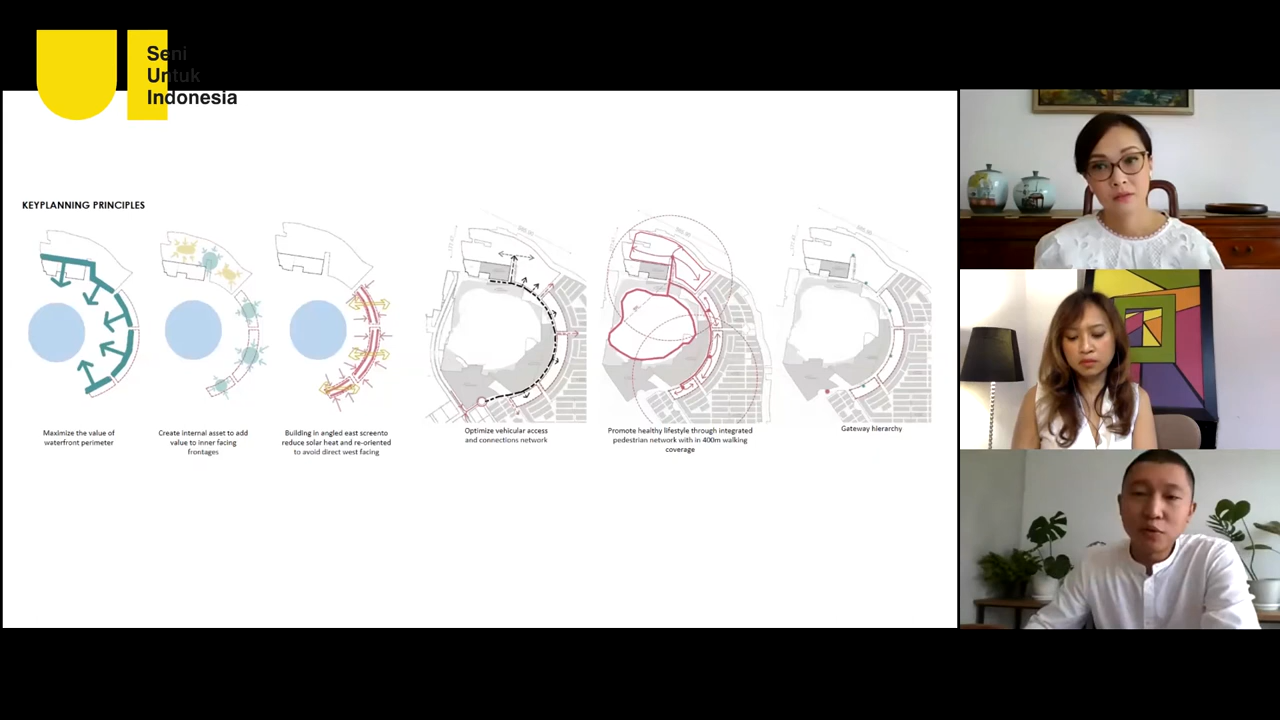 Seni
Untuk
Indonesia
KEYPLANNING PRINCIPLES
Maximize the value of
waterfront perimeter
Create internal asset to add
value to inner facing
frontages
Building in angled east screento
reduce solar heat and re-oriented
to avoid direct west facing
Optimize vehicular access
and connections network
Promote healthy lifestyle through integrated
pedestrian network with in 400m walking
coverage
Gateway hierarchy